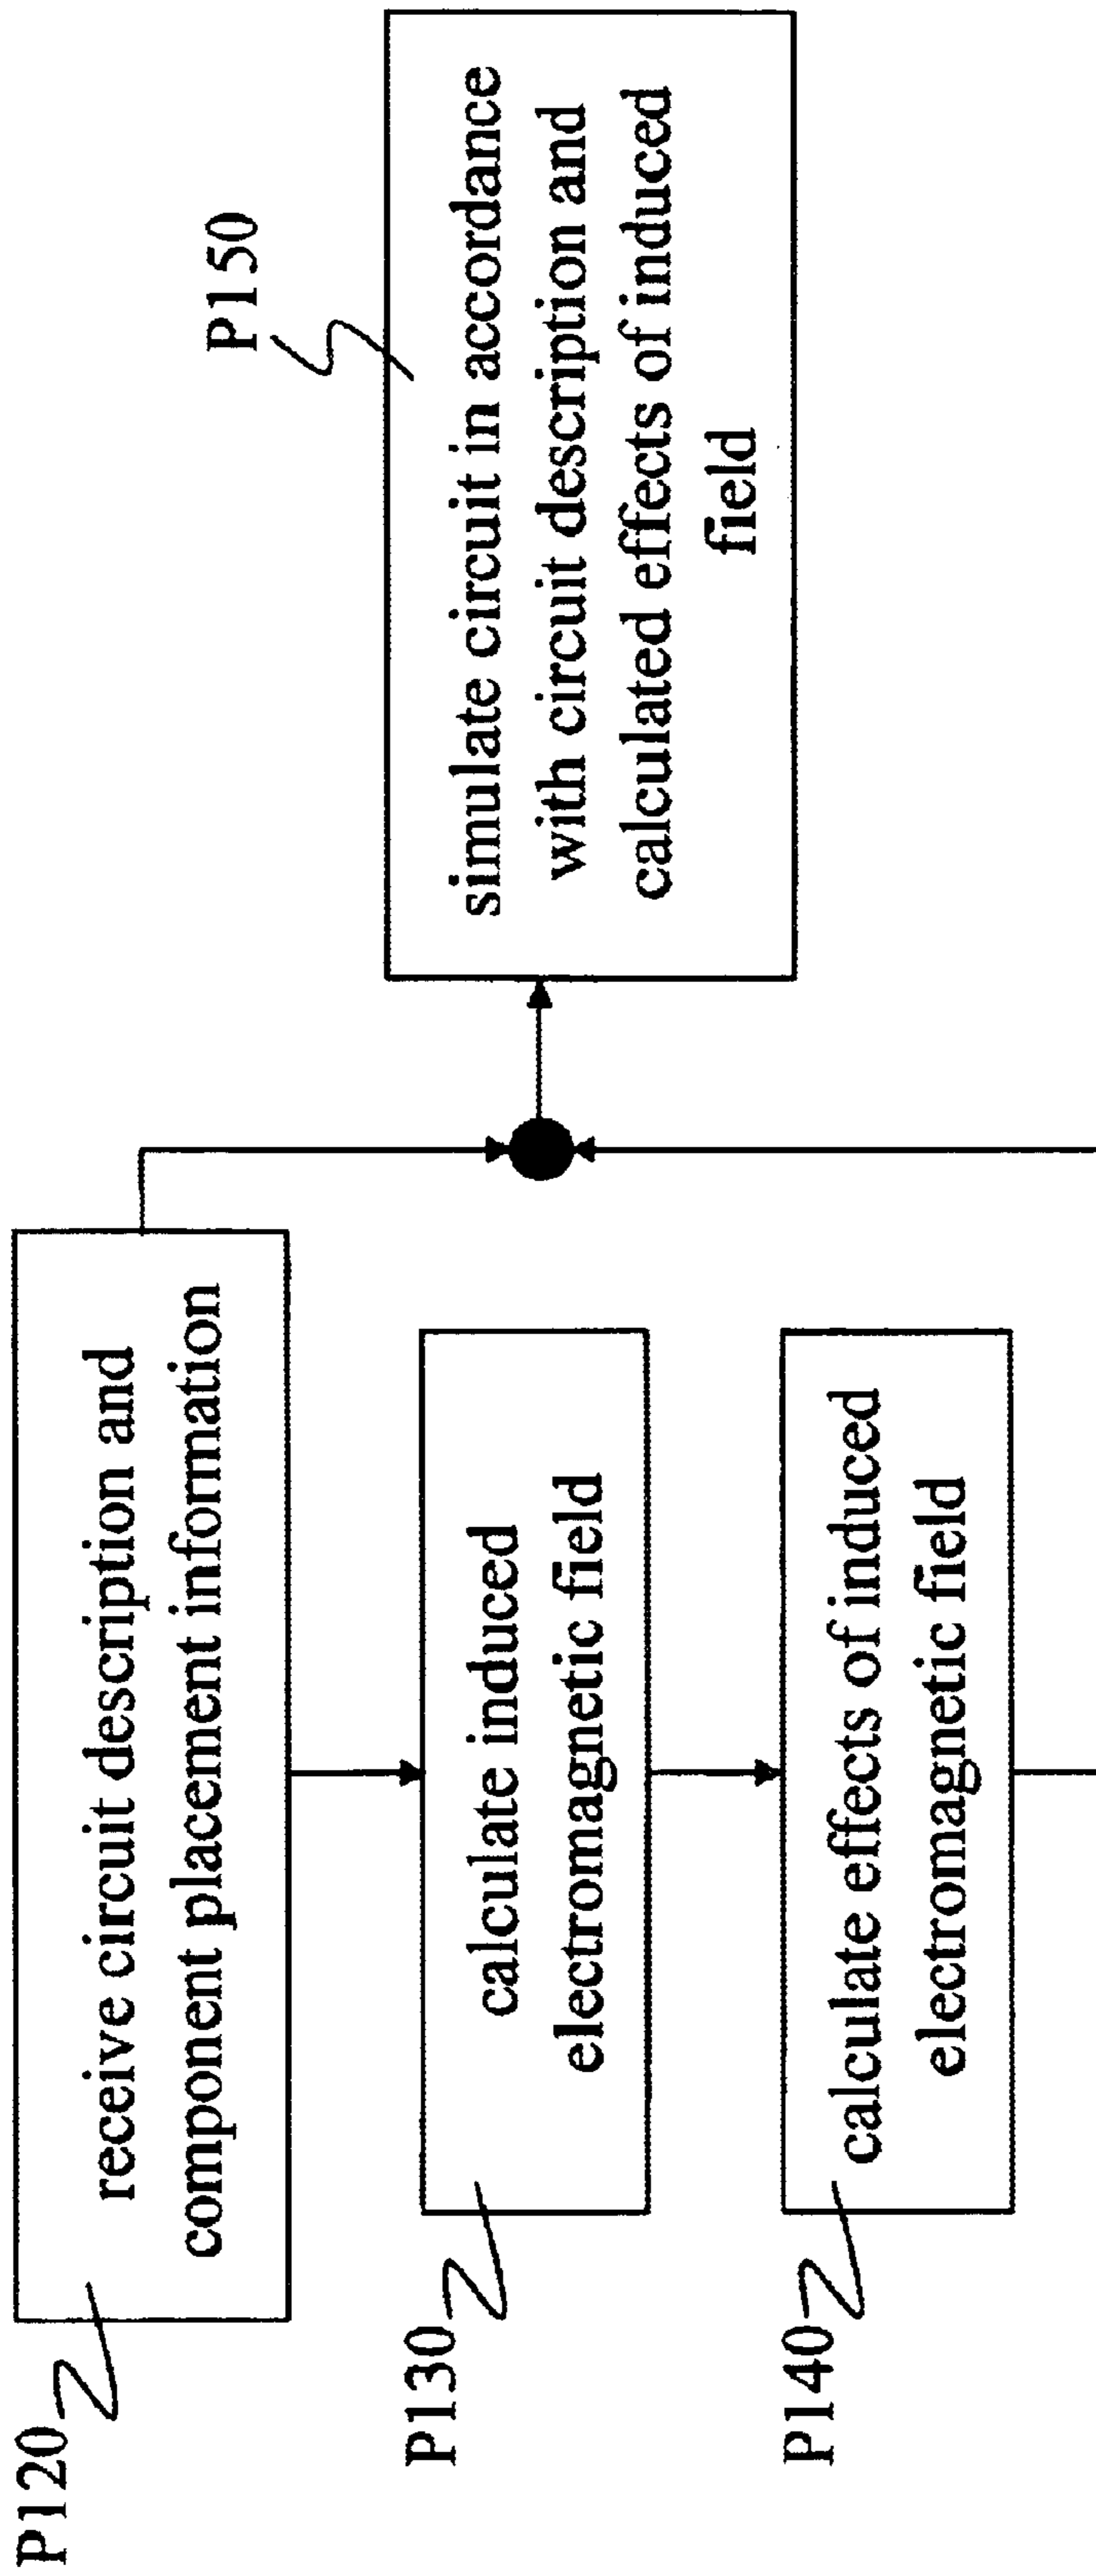 P120
receive circuit description and
component placement information
P130
calculate induced
electromagnetic field
P140
calculate effects of induced
electromagnetic field
P150
simulate circuit in accordance
with circuit description and
calculated effects of induced
field